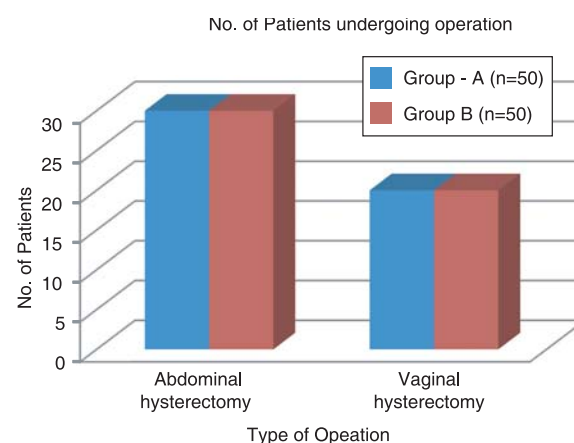 No. of Patients undergoing operation
Group - A (n=50)
Group B (n=50)
30
25
20
15
10
5
0
No. of Patients
Abdominal
hysterectomy
Vaginal
hysterectomy
Type of Opeation